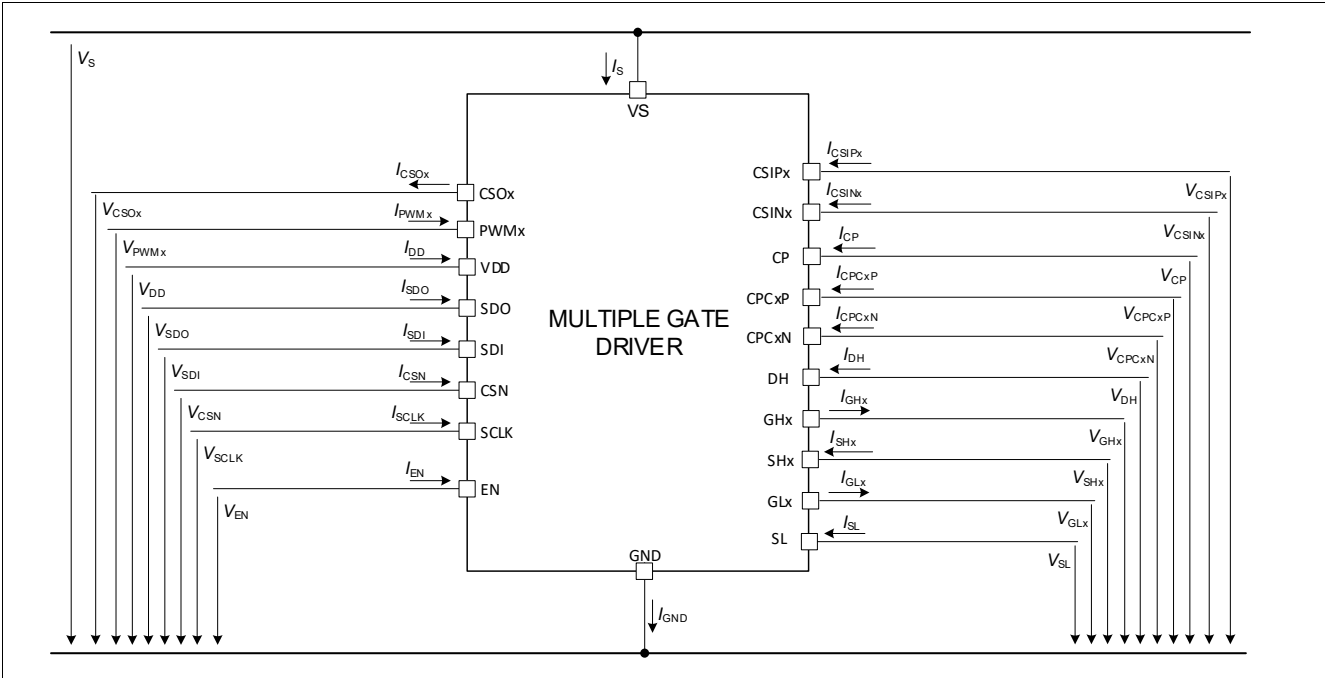 VS
IS
VS
ICSOx
CSOx
VCSOx
IPWMx
PWMx
VPWMx
IDD
VDD
VDD
ISDO
SDO
VSDO
ISDI
SDI
VSDI
ICSN
CSN
VCSN
ISCLK
SCLK
VSCLK
IEN
EN
VEN
MULTIPLE GATE
DRIVER
ICSIPx
CSIPx
VCSIPx
ICSINx
CSINx
VCSINx
ICP
CP
VCP
ICPCxP
CPCxP
VCPCxP
ICPCxN
CPCxN
VCPCxN
IDH
DH
VDH
IGHx
GHx
VGHx
ISHx
SHx
VSHx
IGLx
GLx
VGLx
ISL
SL
VSL
GND
IGND